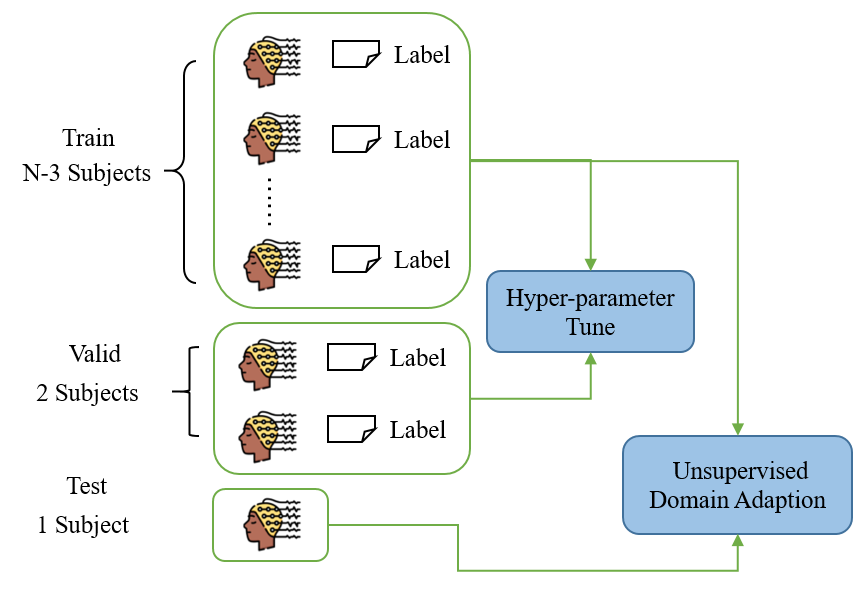 Train
N-3 Subjects
Label
Label
Label
Hyper-parameter
Tune
Valid
2 Subjects
Label
Label
Test
1 Subject
Unsupervised
Domain Adaption